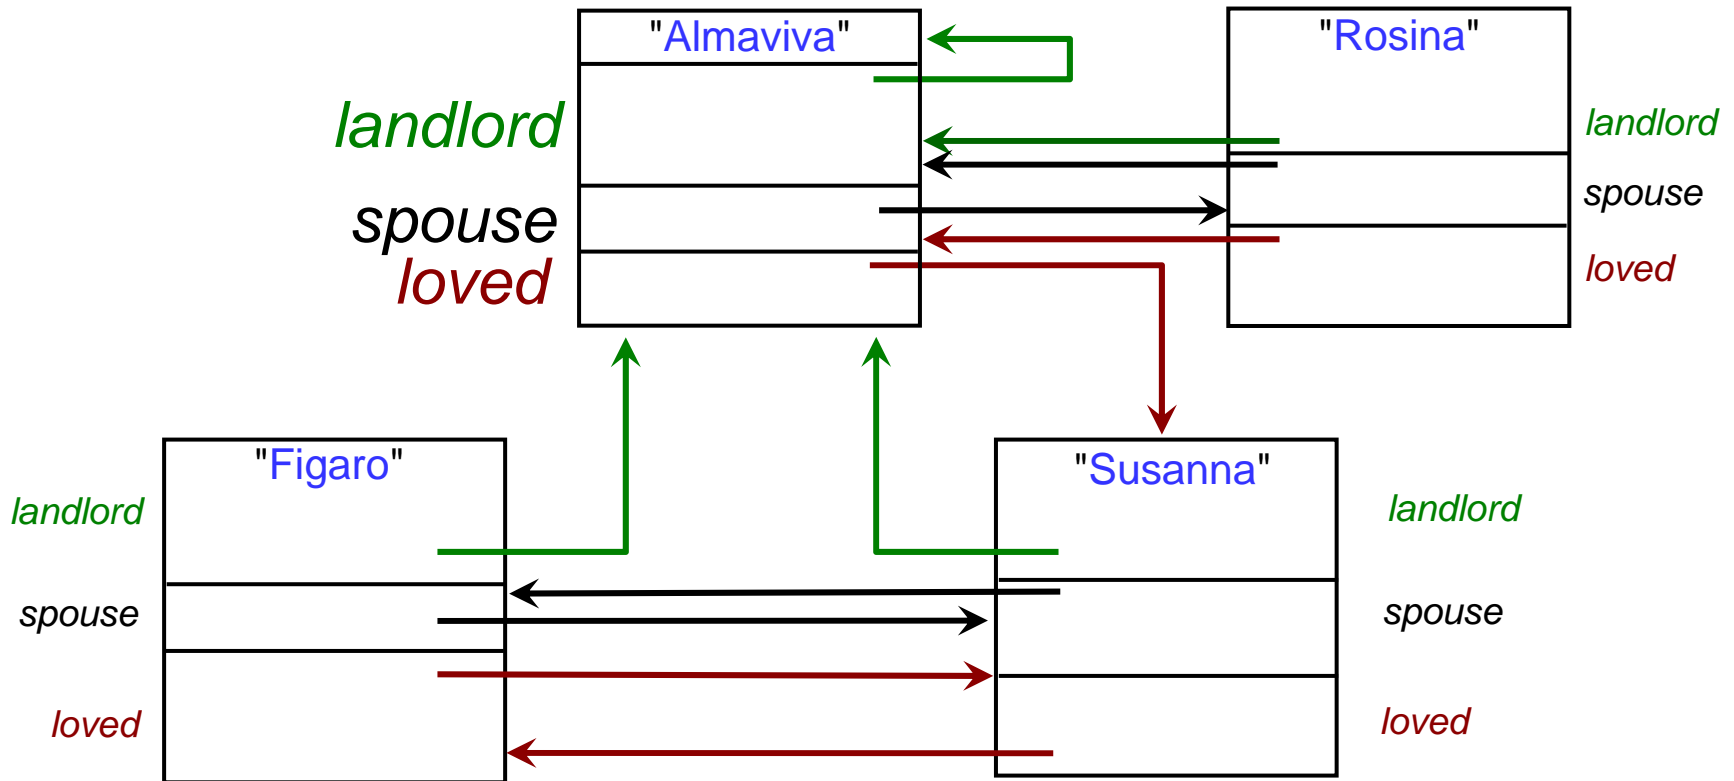 "Almaviva"
landlord
spouse
loved
"Rosina"
landlord
spouse
loved
"Figaro"
landlord
spouse
loved
"Susanna"
landlord
spouse
loved